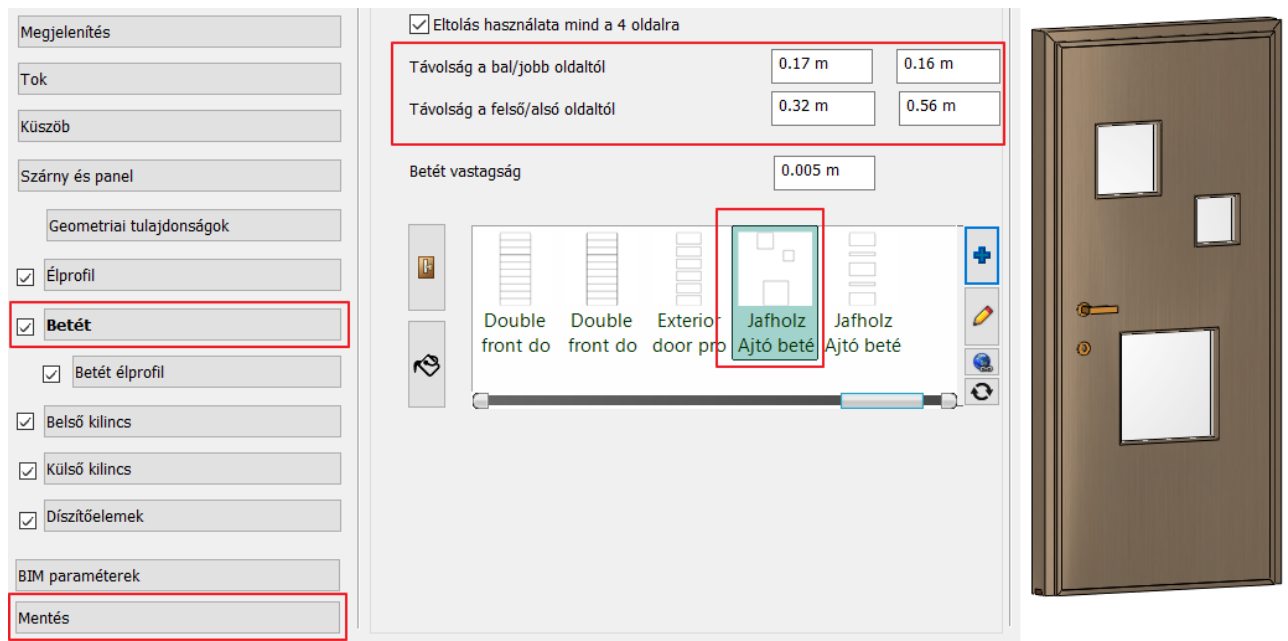 Megjelenítés
Tok
Küszöb
Szárny és panel
Geometriai tulajdonságok
Élprofil
Betét
Betét élprofil
Belső kilincs
Külső kilincs
Díszítőelemek
BIM paraméterek
Mentés
Eltolás használata mind a 4 oldalra
Távolság a bal/jobb oldaltól 0.17 m 0.16 m
Távolság a felső/alsó oldaltól 0.32 m 0.56 m
Betét vastagság 0.005 m
Double Double Exterior Jafholz Jafholz
front do front do door pro Ajtó beté Ajtó beté